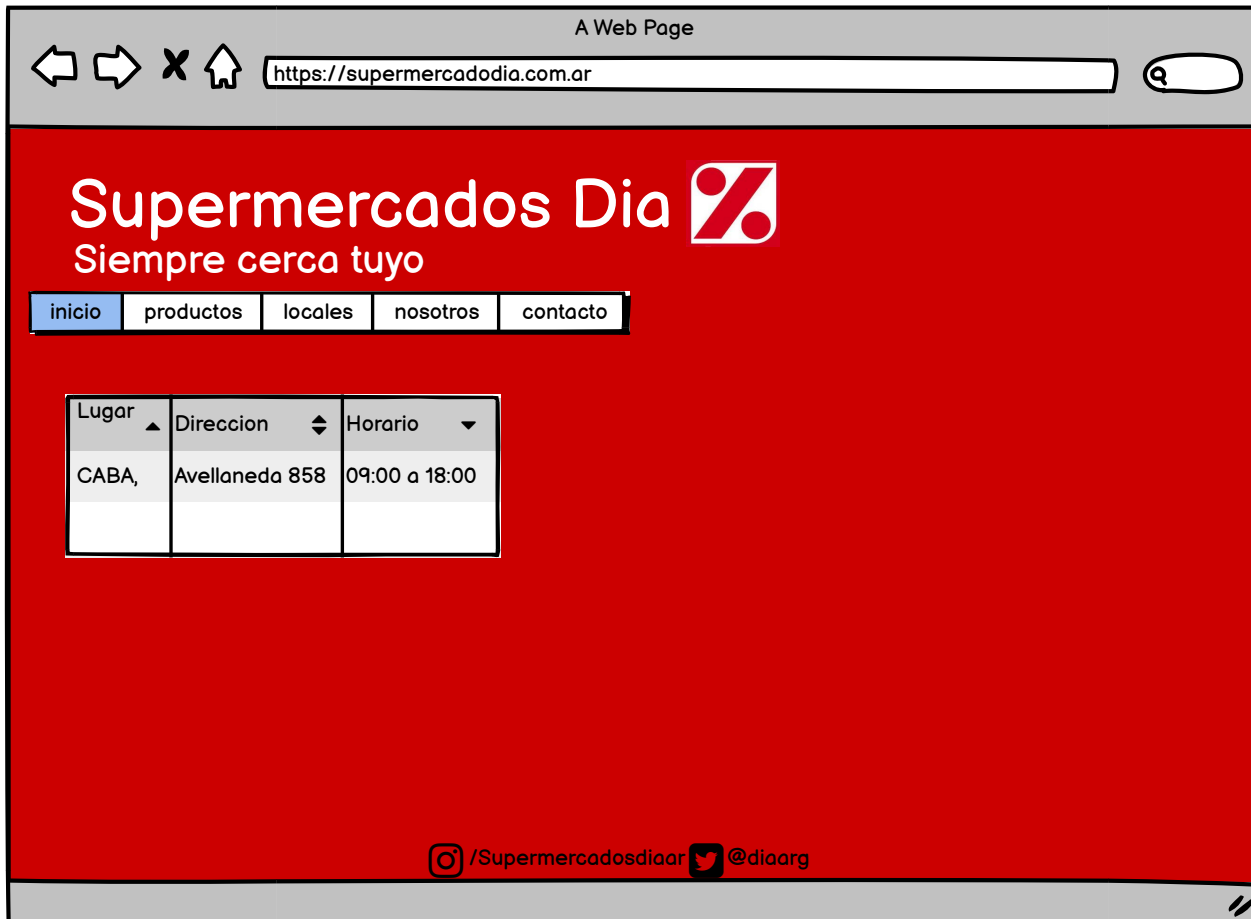 A Web Page
https://supermercadodia.com.ar
Supermercados Dia
Siempre cerca tuyo
inicio productos locales nosotros contacto
Lugar Direccion Horario
CABA, Avellaneda 858 09:00 a 18:00
/Supermercadosdiaar @diaarg